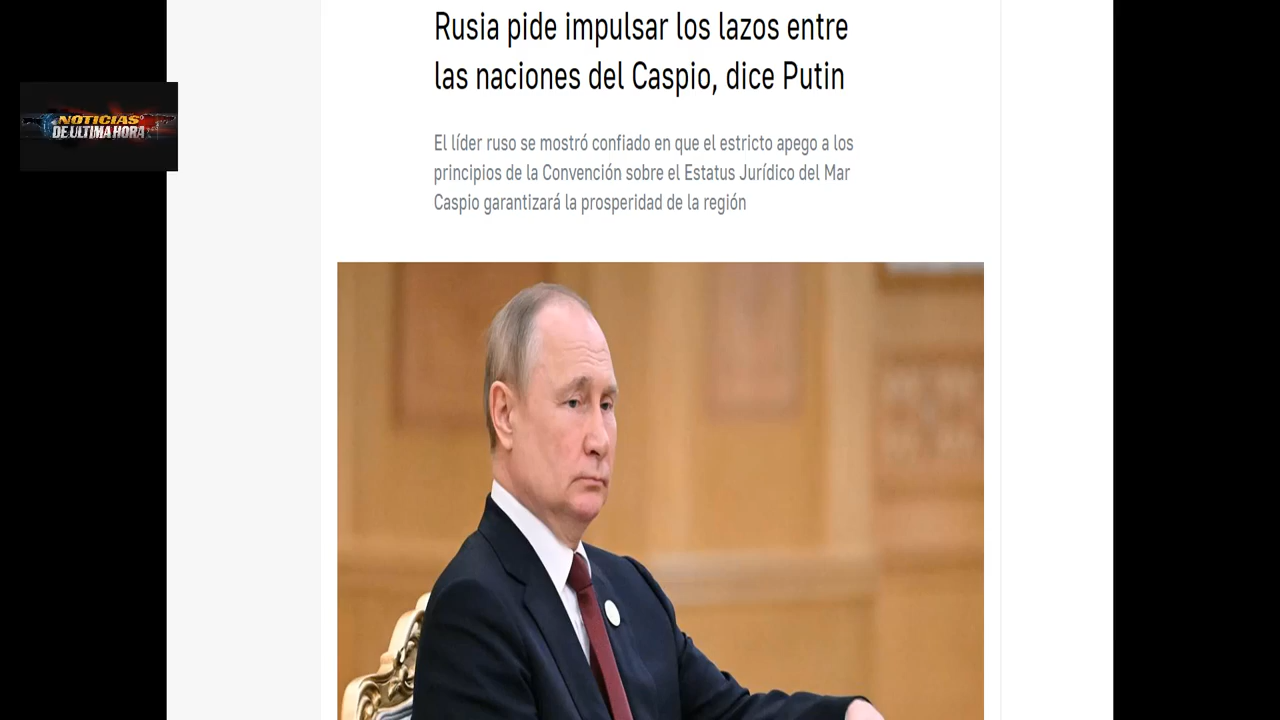 Rusia pide impulsar los lazos entre
las naciones del Caspio, dice Putin
NOTICIAS
DE ULTIMA HORA
El líder ruso se mostró confiado en que el estricto apego a los
principios de la Convención sobre el Estatus Jurídico del Mar
Caspio garantizará la prosperidad de la región